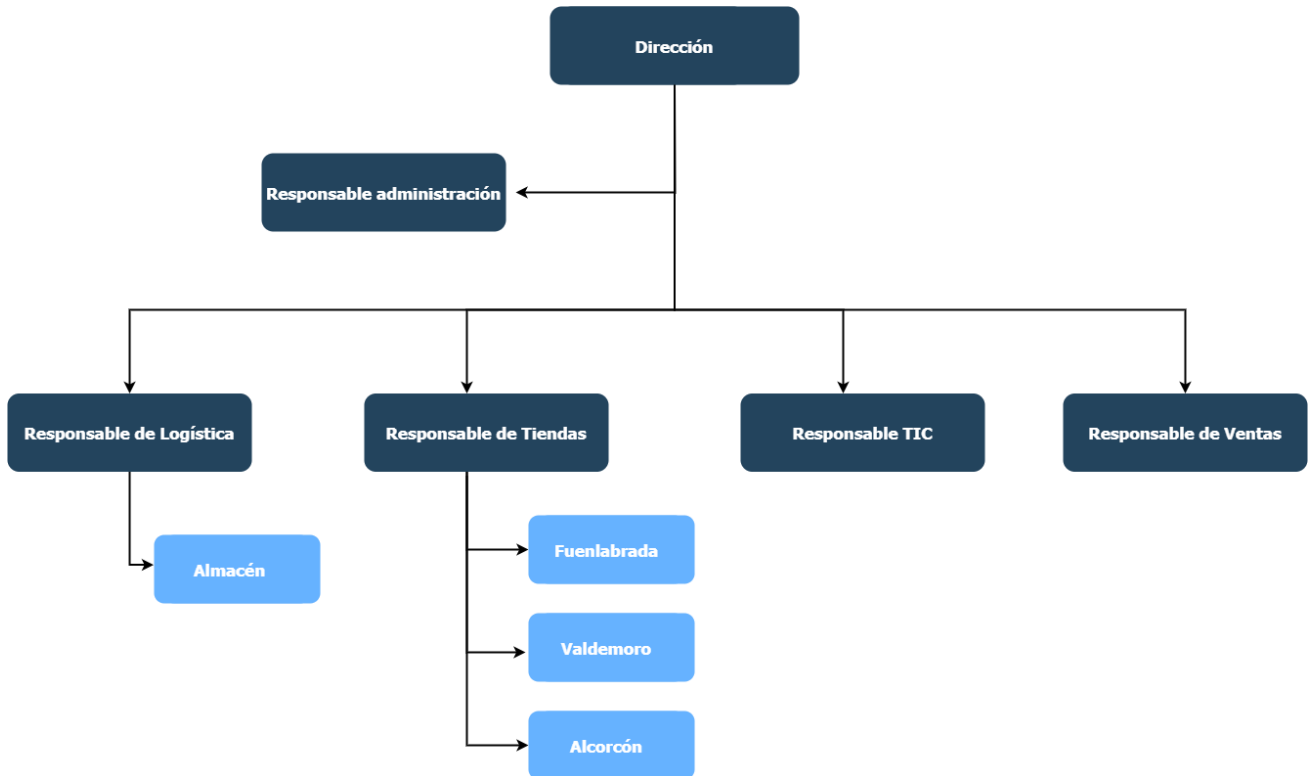 Dirección
Responsable administración
Responsable de Logística
Responsable de Tiendas
Responsable TIC
Responsable de Ventas
Almacén
Fuenlabrada
Valdemoro
Alcorcón